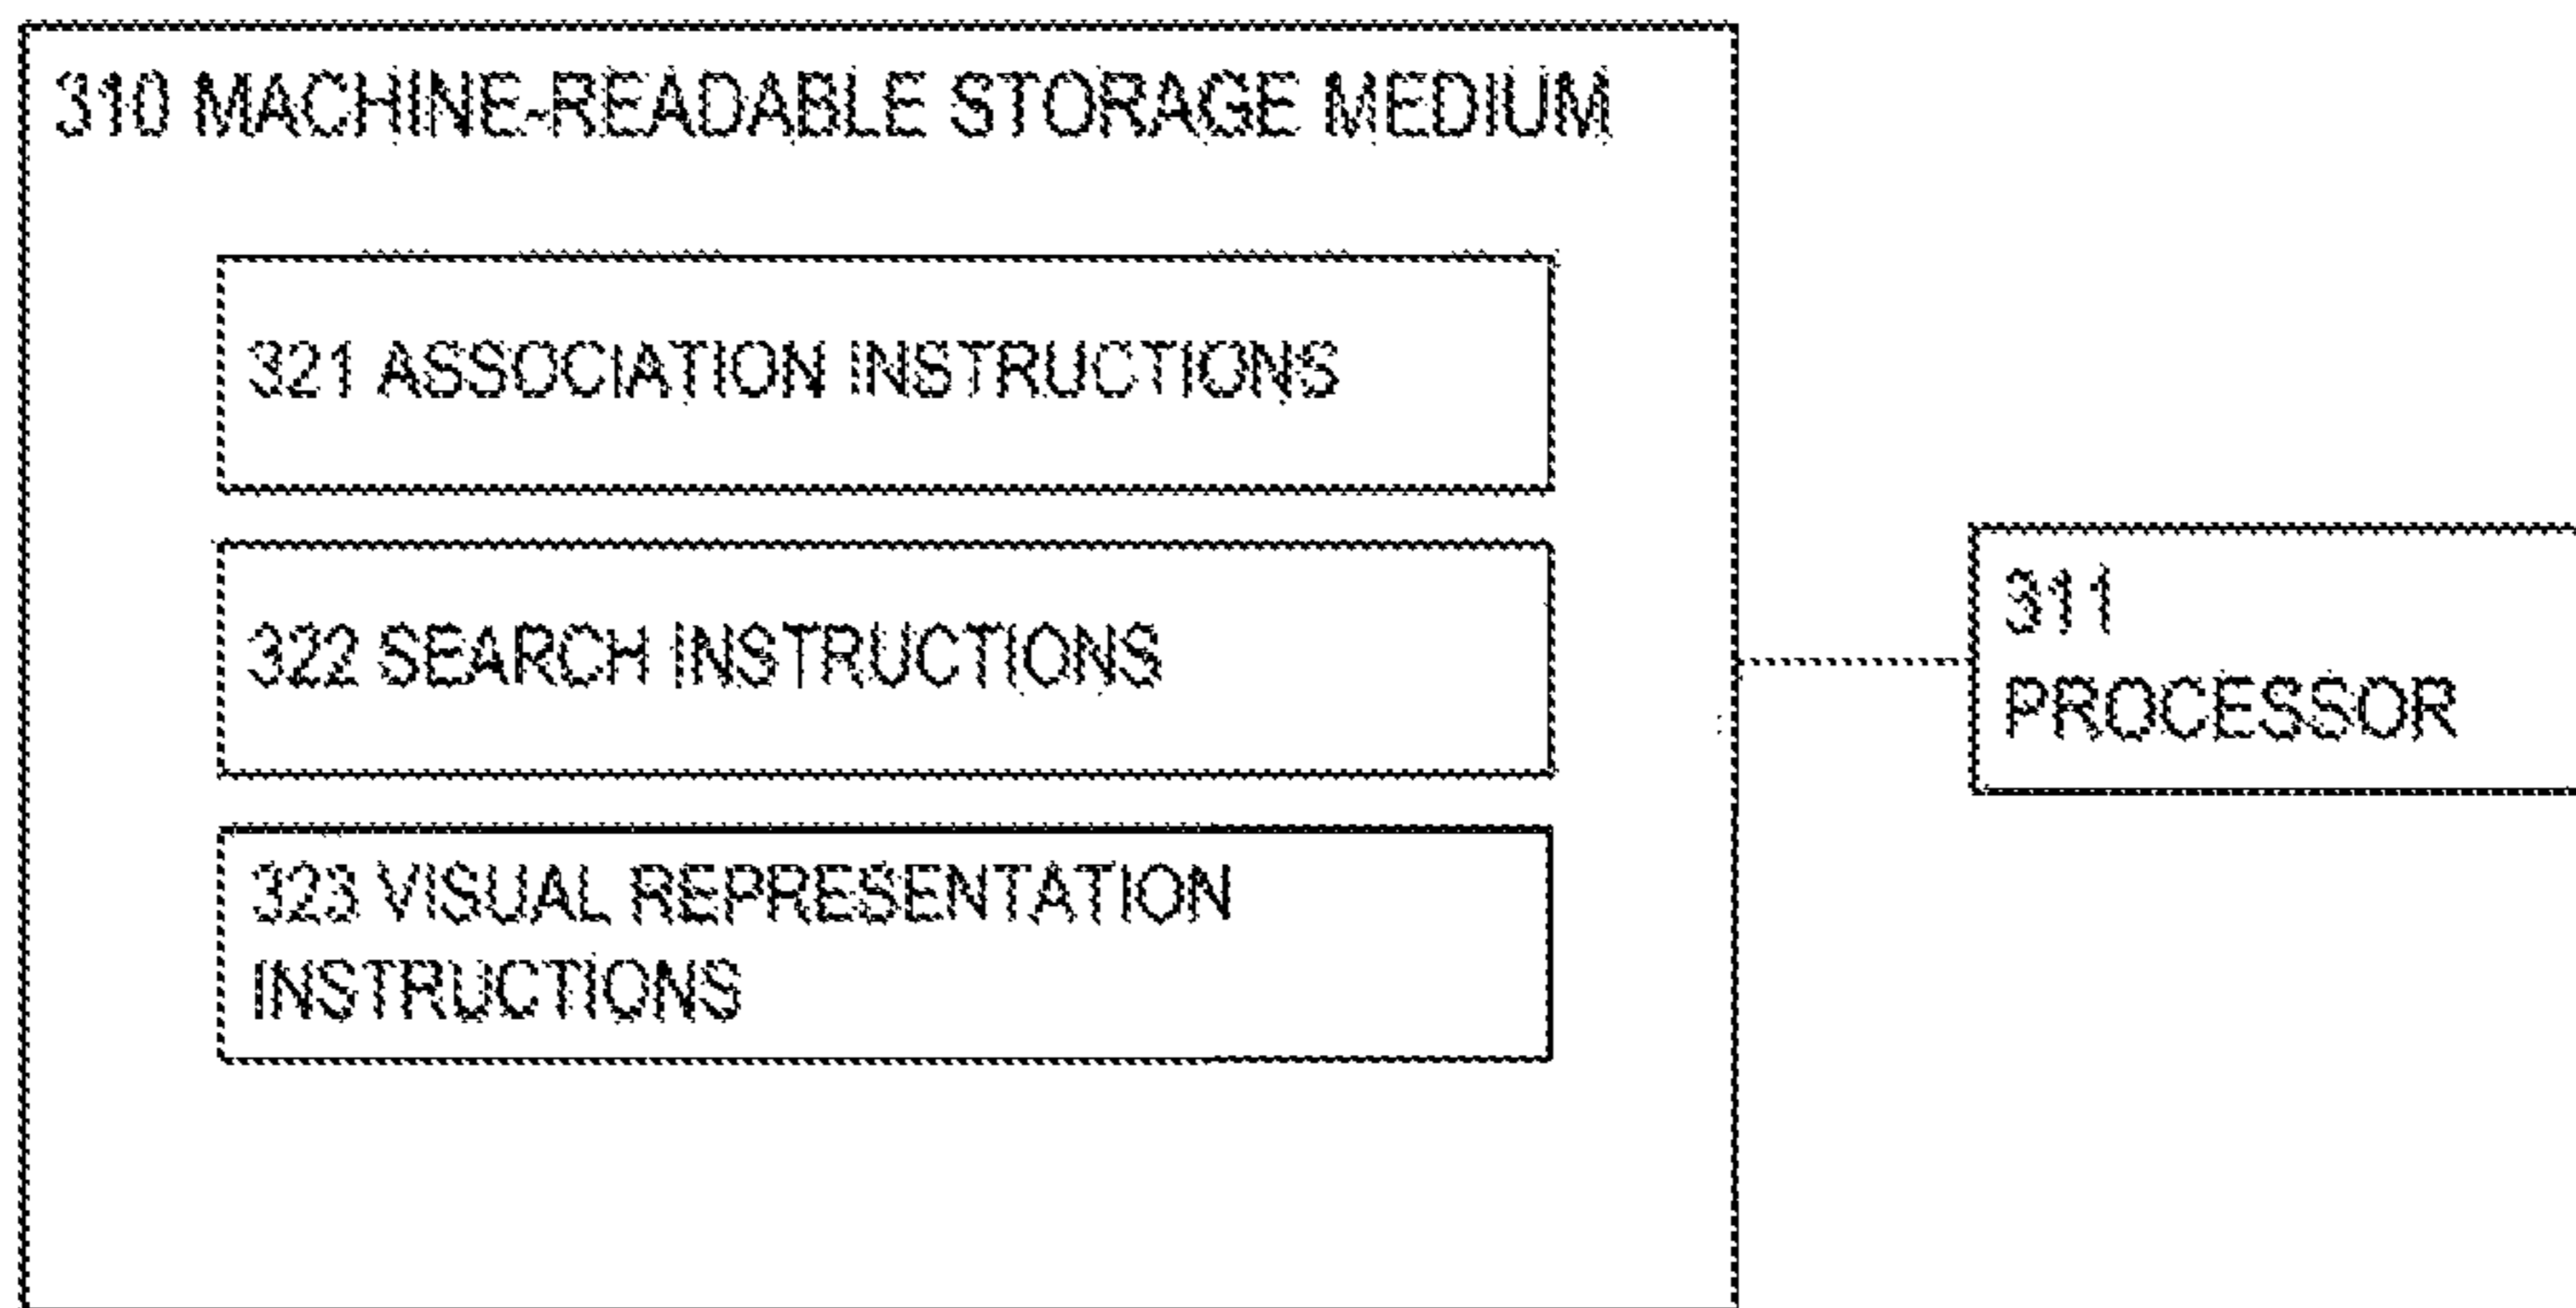 310 MACHINE-READABLE STORAGE MEDIUM
321 ASSOCIATION INSTRUCTIONS
322 SEARCH INSTRUCTIONS
323 VISUAL REPRESENTATION
INSTRUCTIONS
311
PROCESSOR